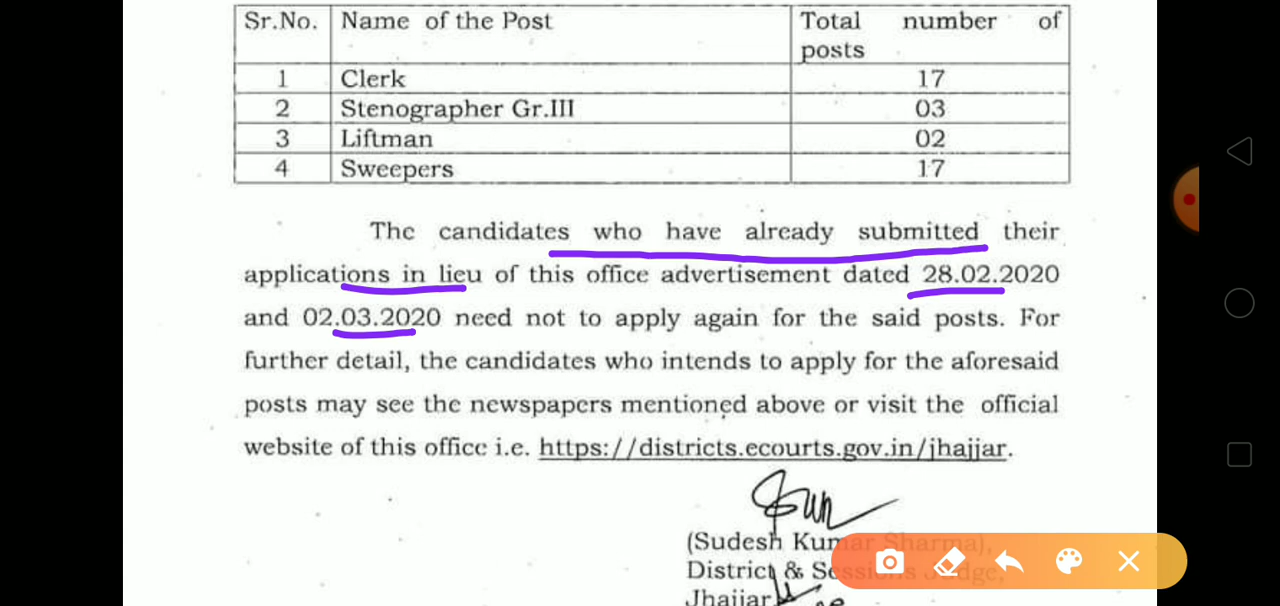 Sr.No. Name of the Post Total number of
posts
1 Clerk 17
2 Stenographer Gr.III 03
3 Liftman 02
4 Sweepers 17
The candidates who have already submitted their
applications in lieu of this office advertisement dated 28.02.2020
and 02.03.2020 need not to apply again for the said posts. For
further detail, the candidates who intends to apply for the aforesaid
posts may see the newspapers mentioned above or visit the official
website of this office i.e. https://districts.ecourts.gov.in/jhajjar.
(Sudesh Kumar Sharma),
District & Sessions Judge,
Jhajjar